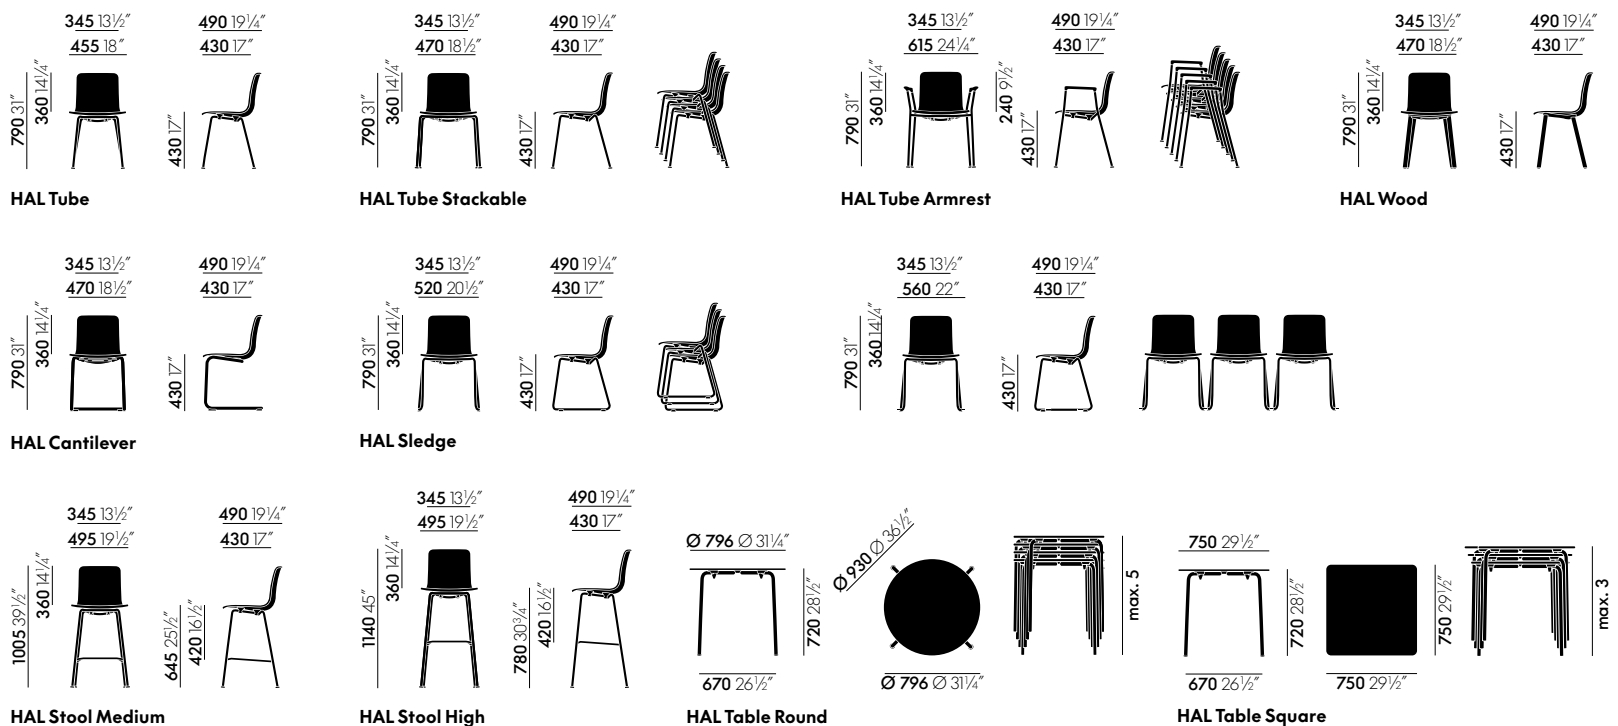 345 13½″ 490 19¼″
455 18″ 430 17″
790 31″
360 14¼″
430 17″
HAL Tube
345 13½″ 490 19¼″
470 18½″ 430 17″
790 31″
360 14¼″
430 17″
HAL Tube Stackable
345 13½″ 490 19¼″
615 24¼″ 430 17″
790 31″
360 14¼″
240 9½″
430 17″
HAL Tube Armrest
345 13½″ 490 19¼″
470 18½″ 430 17″
790 31″
360 14¼″
430 17″
HAL Wood
345 13½″ 490 19¼″
470 18½″ 430 17″
790 31″
360 14¼″
430 17″
HAL Cantilever
345 13½″ 490 19¼″
520 20½″ 430 17″
790 31″
360 14¼″
430 17″
HAL Sledge
345 13½″ 490 19¼″
560 22″ 430 17″
790 31″
360 14¼″
430 17″
345 13½″ 490 19¼″
495 19½″ 430 17″
1005 39½″
360 14¼″
645 25½″
420 16½″
HAL Stool Medium
345 13½″ 490 19¼″
495 19½″ 430 17″
1140 45″
360 14¼″
780 30¾″
420 16½″
HAL Stool High
Ø 796 Ø 31¼″
720 28½″
670 26½″
Ø 930 Ø 36½″
Ø 796 Ø 31¼″
max. 5
HAL Table Round
750 29½″
720 28½″
670 26½″
750 29½″
750 29½″
max. 3
HAL Table Square